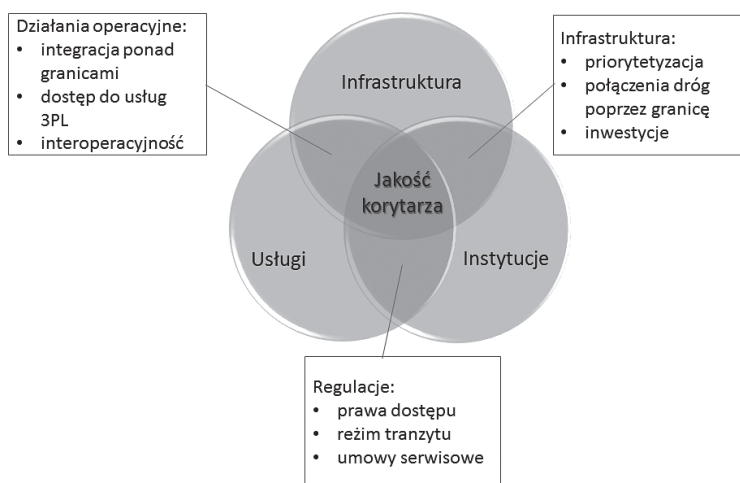 Działania operacyjne:
• integracja ponad
granicami
• dostęp do usług
3PL
• interoperacyjność
Infrastruktura:
• priorytetyzacja
• połączenia dróg
poprzez granicę
• inwestycje
Infrastruktura
Jakość
korytarza
Usługi
Instytucje
Regulacje:
• prawa dostępu
• reżim tranzytu
• umowy serwisowe